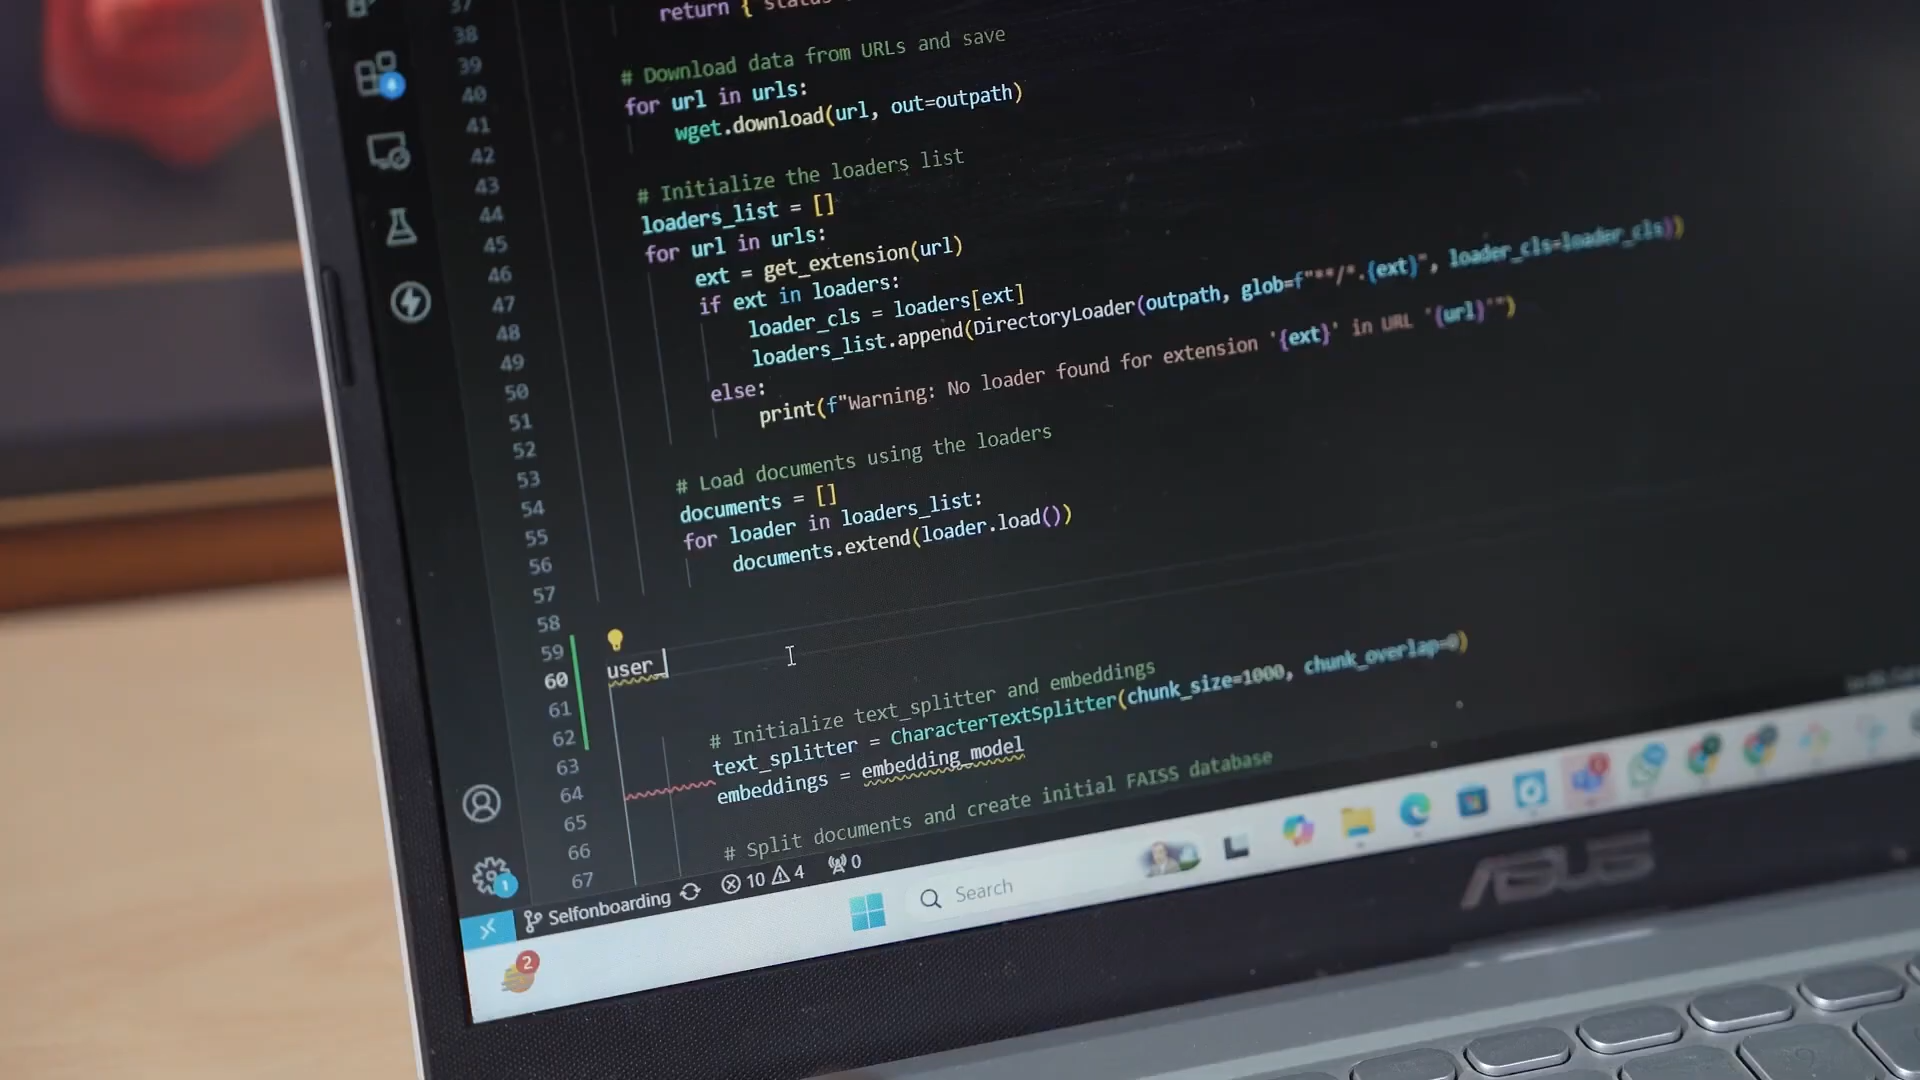 37
return { status
38
39
# Download data from URLs and save
40
for url in urls:
41
wget.download(url, out=outpath)
42
43
# Initialize the loaders list
44
loaders_list = []
45
for url in urls:
46
ext = get_extension(url)
47
if ext in loaders:
48
loader_cls = loaders[ext]
49
loaders_list.append(DirectoryLoader(outpath, glob=f"**/*.{ext}", loader_cls=loader_cls))
50
else:
51
print(f"Warning: No loader found for extension '{ext}' in URL '{url}'")
52
53
# Load documents using the loaders
54
documents = []
55
for loader in loaders_list:
56
documents.extend(loader.load())
57
58
59
60
user_
61
62
# Initialize text_splitter and embeddings
63
text_splitter = CharacterTextSplitter(chunk_size=1000, chunk_overlap=0)
64
embeddings = embedding_model
65
66
# Split documents and create initial FAISS database
67
1
Selfonboarding
10
4
0
Search
2
ASUS